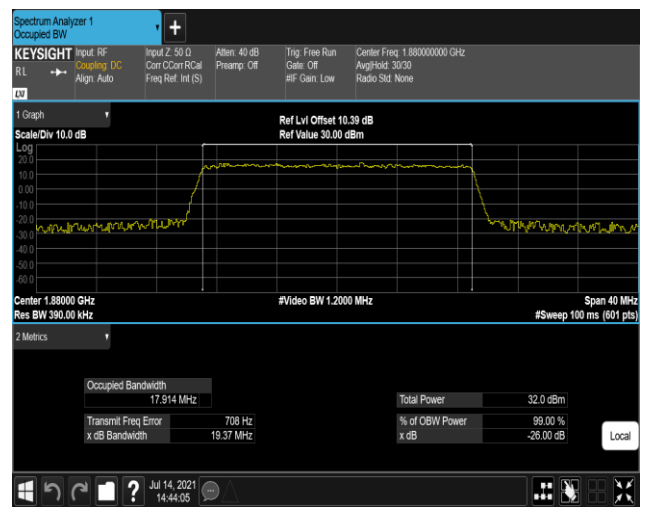 Spectrum Analyzer 1
Occupied BW
+
KEYSIGHT Input: RF Input Z: 50 Ω Atten: 40 dB Trig: Free Run Center Freq: 1.880000000 GHz
RL Coupling: DC Corr CCorr RCal Preamp: Off Gate: Off Avg|Hold: 30/30
Align: Auto Freq Ref: Int (S) #IF Gain: Low Radio Std: None
LXI
1 Graph
Ref Lvl Offset 10.39 dB
Scale/Div 10.0 dB Ref Value 30.00 dBm
Log
20.0
10.0
0.00
-10.0
-20.0
-30.0
-40.0
-50.0
-60.0
Center 1.88000 GHz #Video BW 1.2000 MHz Span 40 MHz
Res BW 390.00 kHz #Sweep 100 ms (601 pts)
2 Metrics
Occupied Bandwidth
17.914 MHz Total Power 32.0 dBm
Transmit Freq Error 708 Hz % of OBW Power 99.00 %
x dB Bandwidth 19.37 MHz x dB -26.00 dB
Local
? Jul 14, 2021
14:44:05